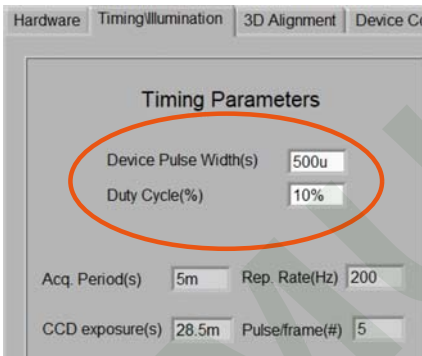 Hardware Timing\Illumination 3D Alignment Device Co
Timing Parameters
Device Pulse Width(s) 500u
Duty Cycle(%) 10%
Acq. Period(s) 5m Rep. Rate(Hz) 200
CCD exposure(s) 28.5m Pulse/frame(#) 5